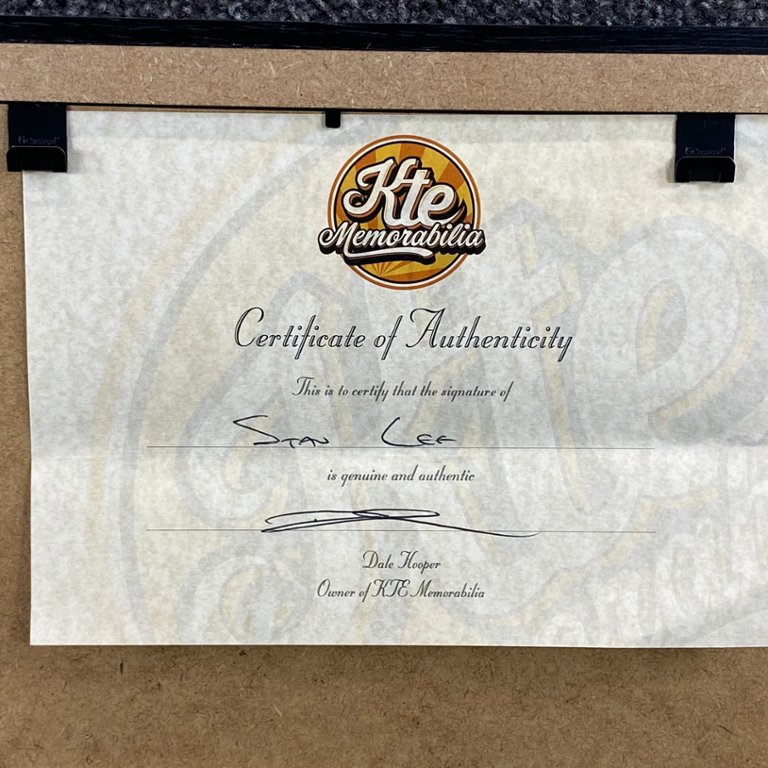 Kte
Memorabilia
Certificate of Authenticity
This is to certify that the signature of
Stan Lee
is genuine and authentic
Dale Hooper
Owner of KTE Memorabilia